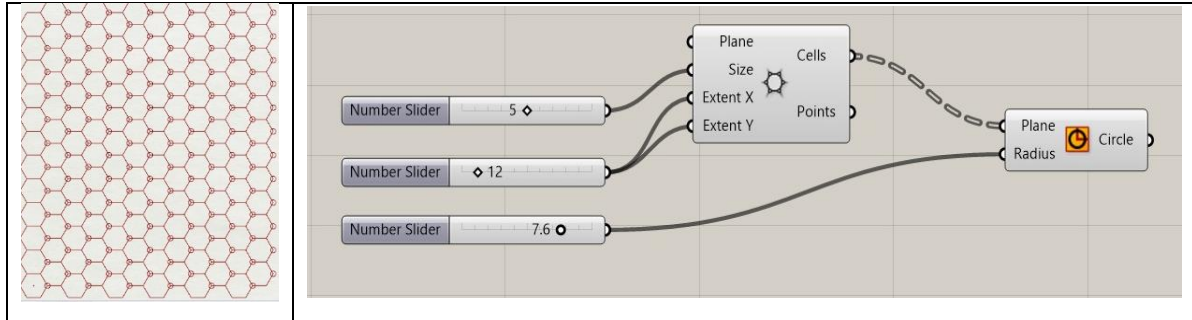 Plane
Cells
Size
Extent X
Points
Extent Y
Number Slider 5
Number Slider 12
Number Slider 7.6
Plane
Circle
Radius